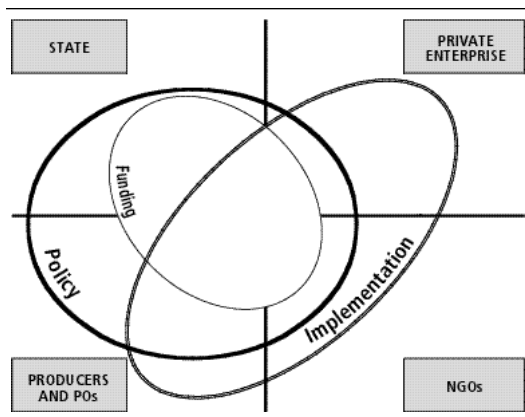 STATE
PRIVATE
ENTERPRISE
Funding
Policy
Implementation
PRODUCERS
AND POs
NGOs